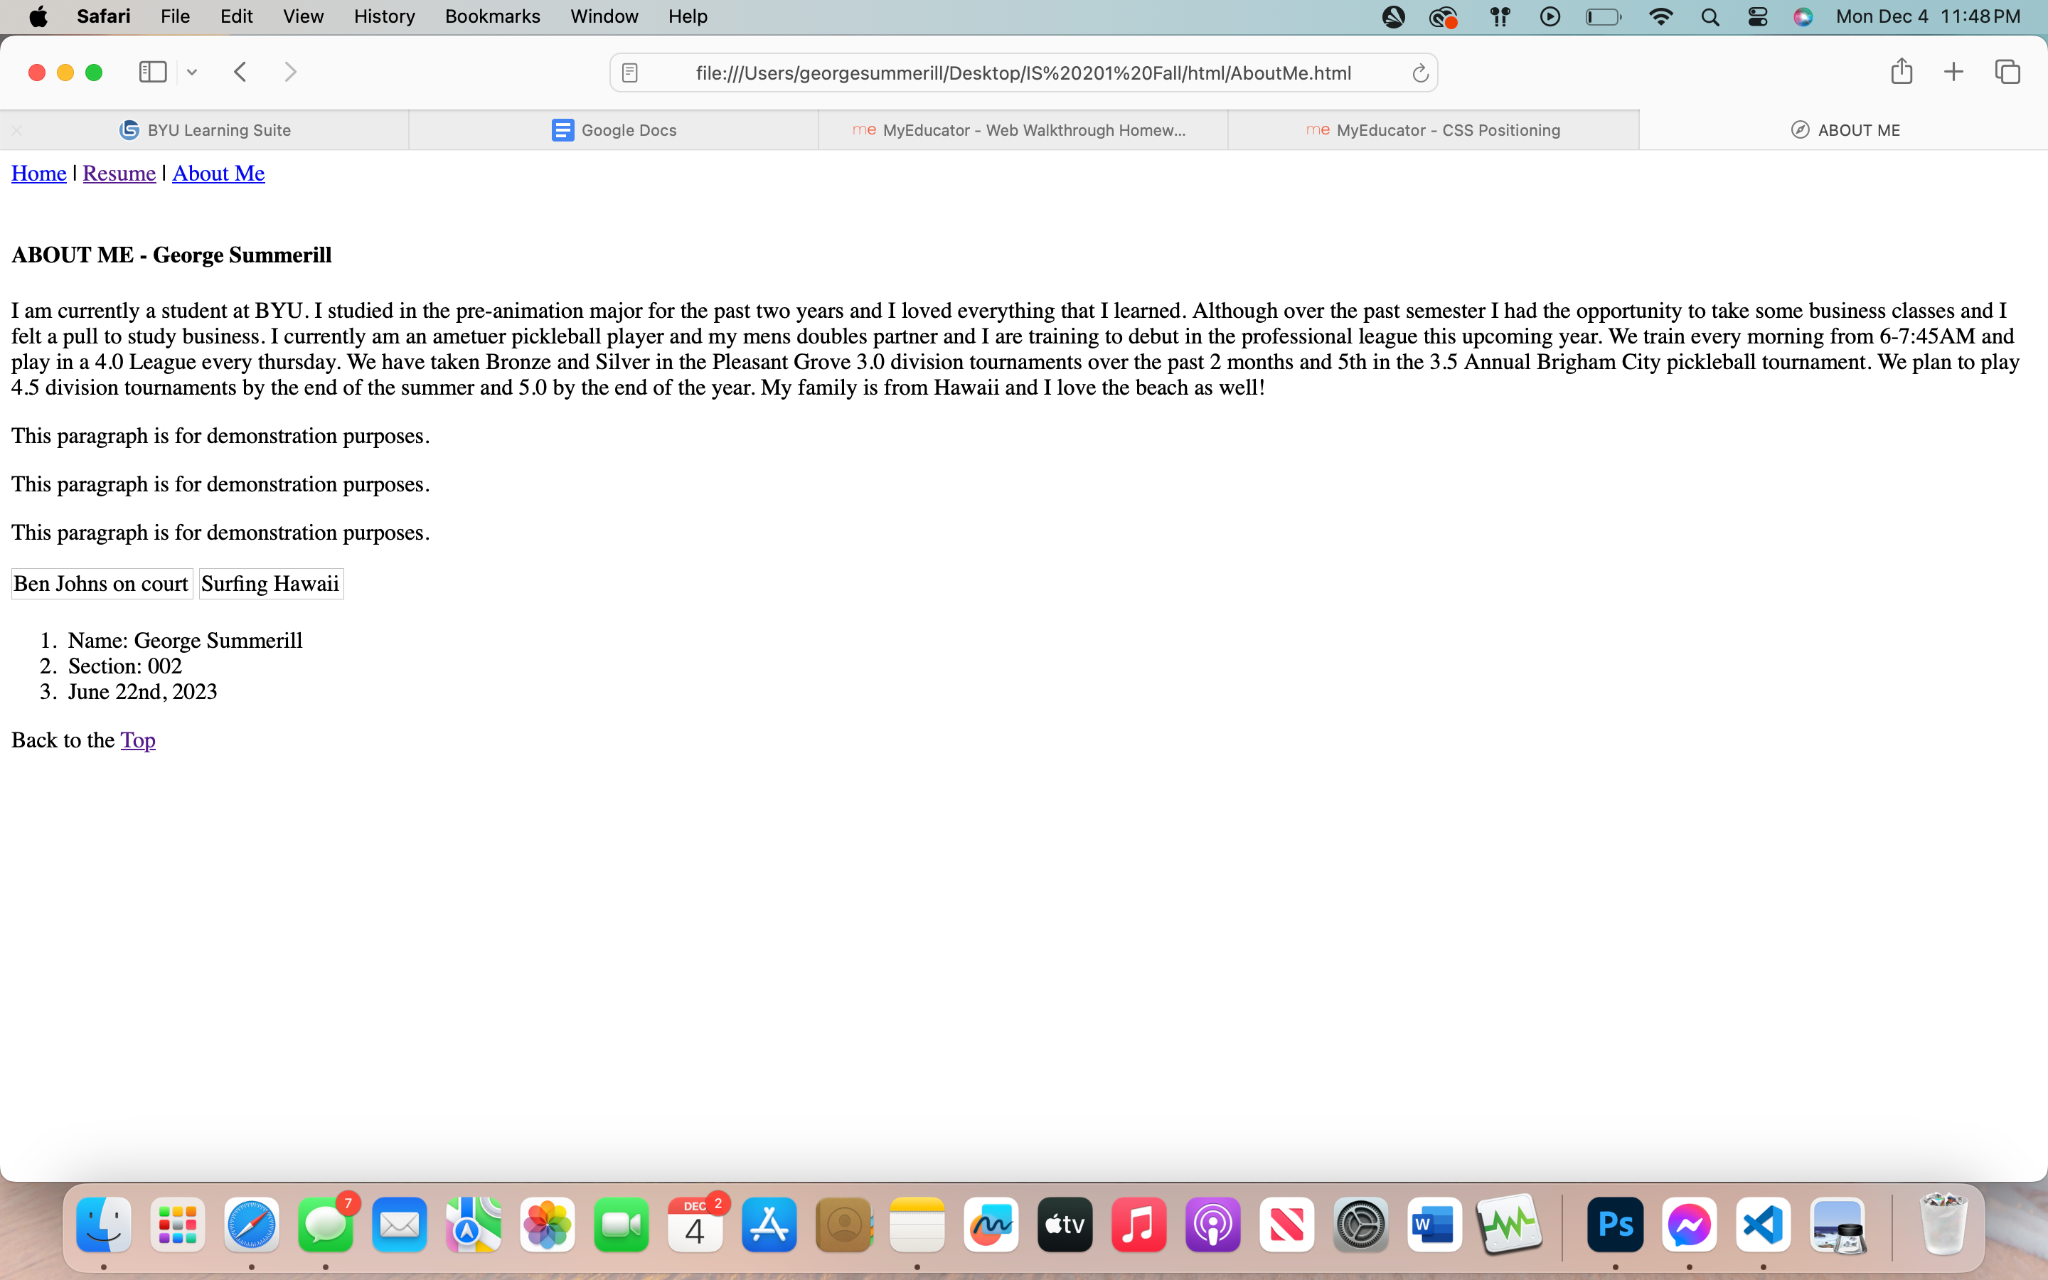 Safari File Edit View History Bookmarks Window Help Mon Dec 4 11:48 PM
file:///Users/georgesummerill/Desktop/IS%20201%20Fall/html/AboutMe.html
BYU Learning Suite Google Docs me MyEducator - Web Walkthrough Homew... me MyEducator - CSS Positioning ABOUT ME
Home | Resume | About Me
ABOUT ME - George Summerill
I am currently a student at BYU. I studied in the pre-animation major for the past two years and I loved everything that I learned. Although over the past semester I had the opportunity to take some business classes and I
felt a pull to study business. I currently am an ametuer pickleball player and my mens doubles partner and I are training to debut in the professional league this upcoming year. We train every morning from 6-7:45AM and
play in a 4.0 League every thursday. We have taken Bronze and Silver in the Pleasant Grove 3.0 division tournaments over the past 2 months and 5th in the 3.5 Annual Brigham City pickleball tournament. We plan to play
4.5 division tournaments by the end of the summer and 5.0 by the end of the year. My family is from Hawaii and I love the beach as well!
This paragraph is for demonstration purposes.
This paragraph is for demonstration purposes.
This paragraph is for demonstration purposes.
Ben Johns on court Surfing Hawaii
1. Name: George Summerill
2. Section: 002
3. June 22nd, 2023
Back to the Top
7 DEC 2 4 tv W Ps